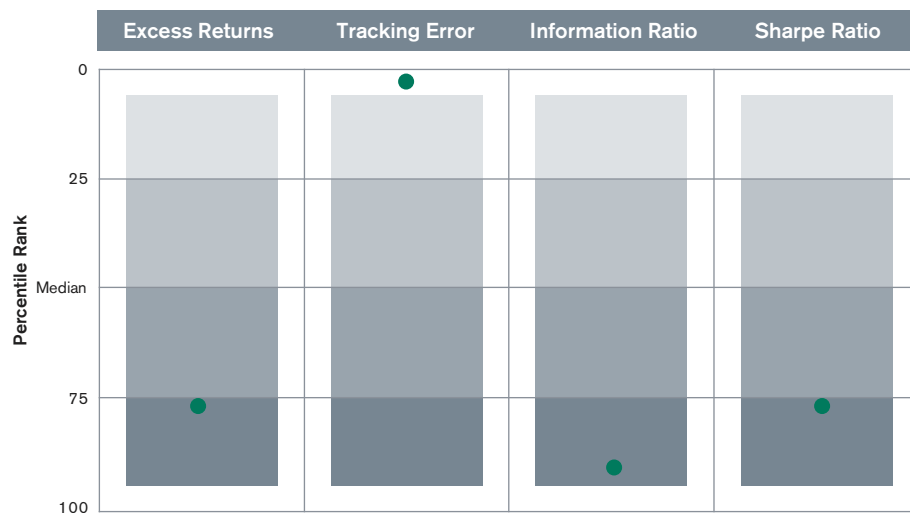 Excess Returns
Tracking Error
Information Ratio
Sharpe Ratio
Percentile Rank
0
25
Median
75
100